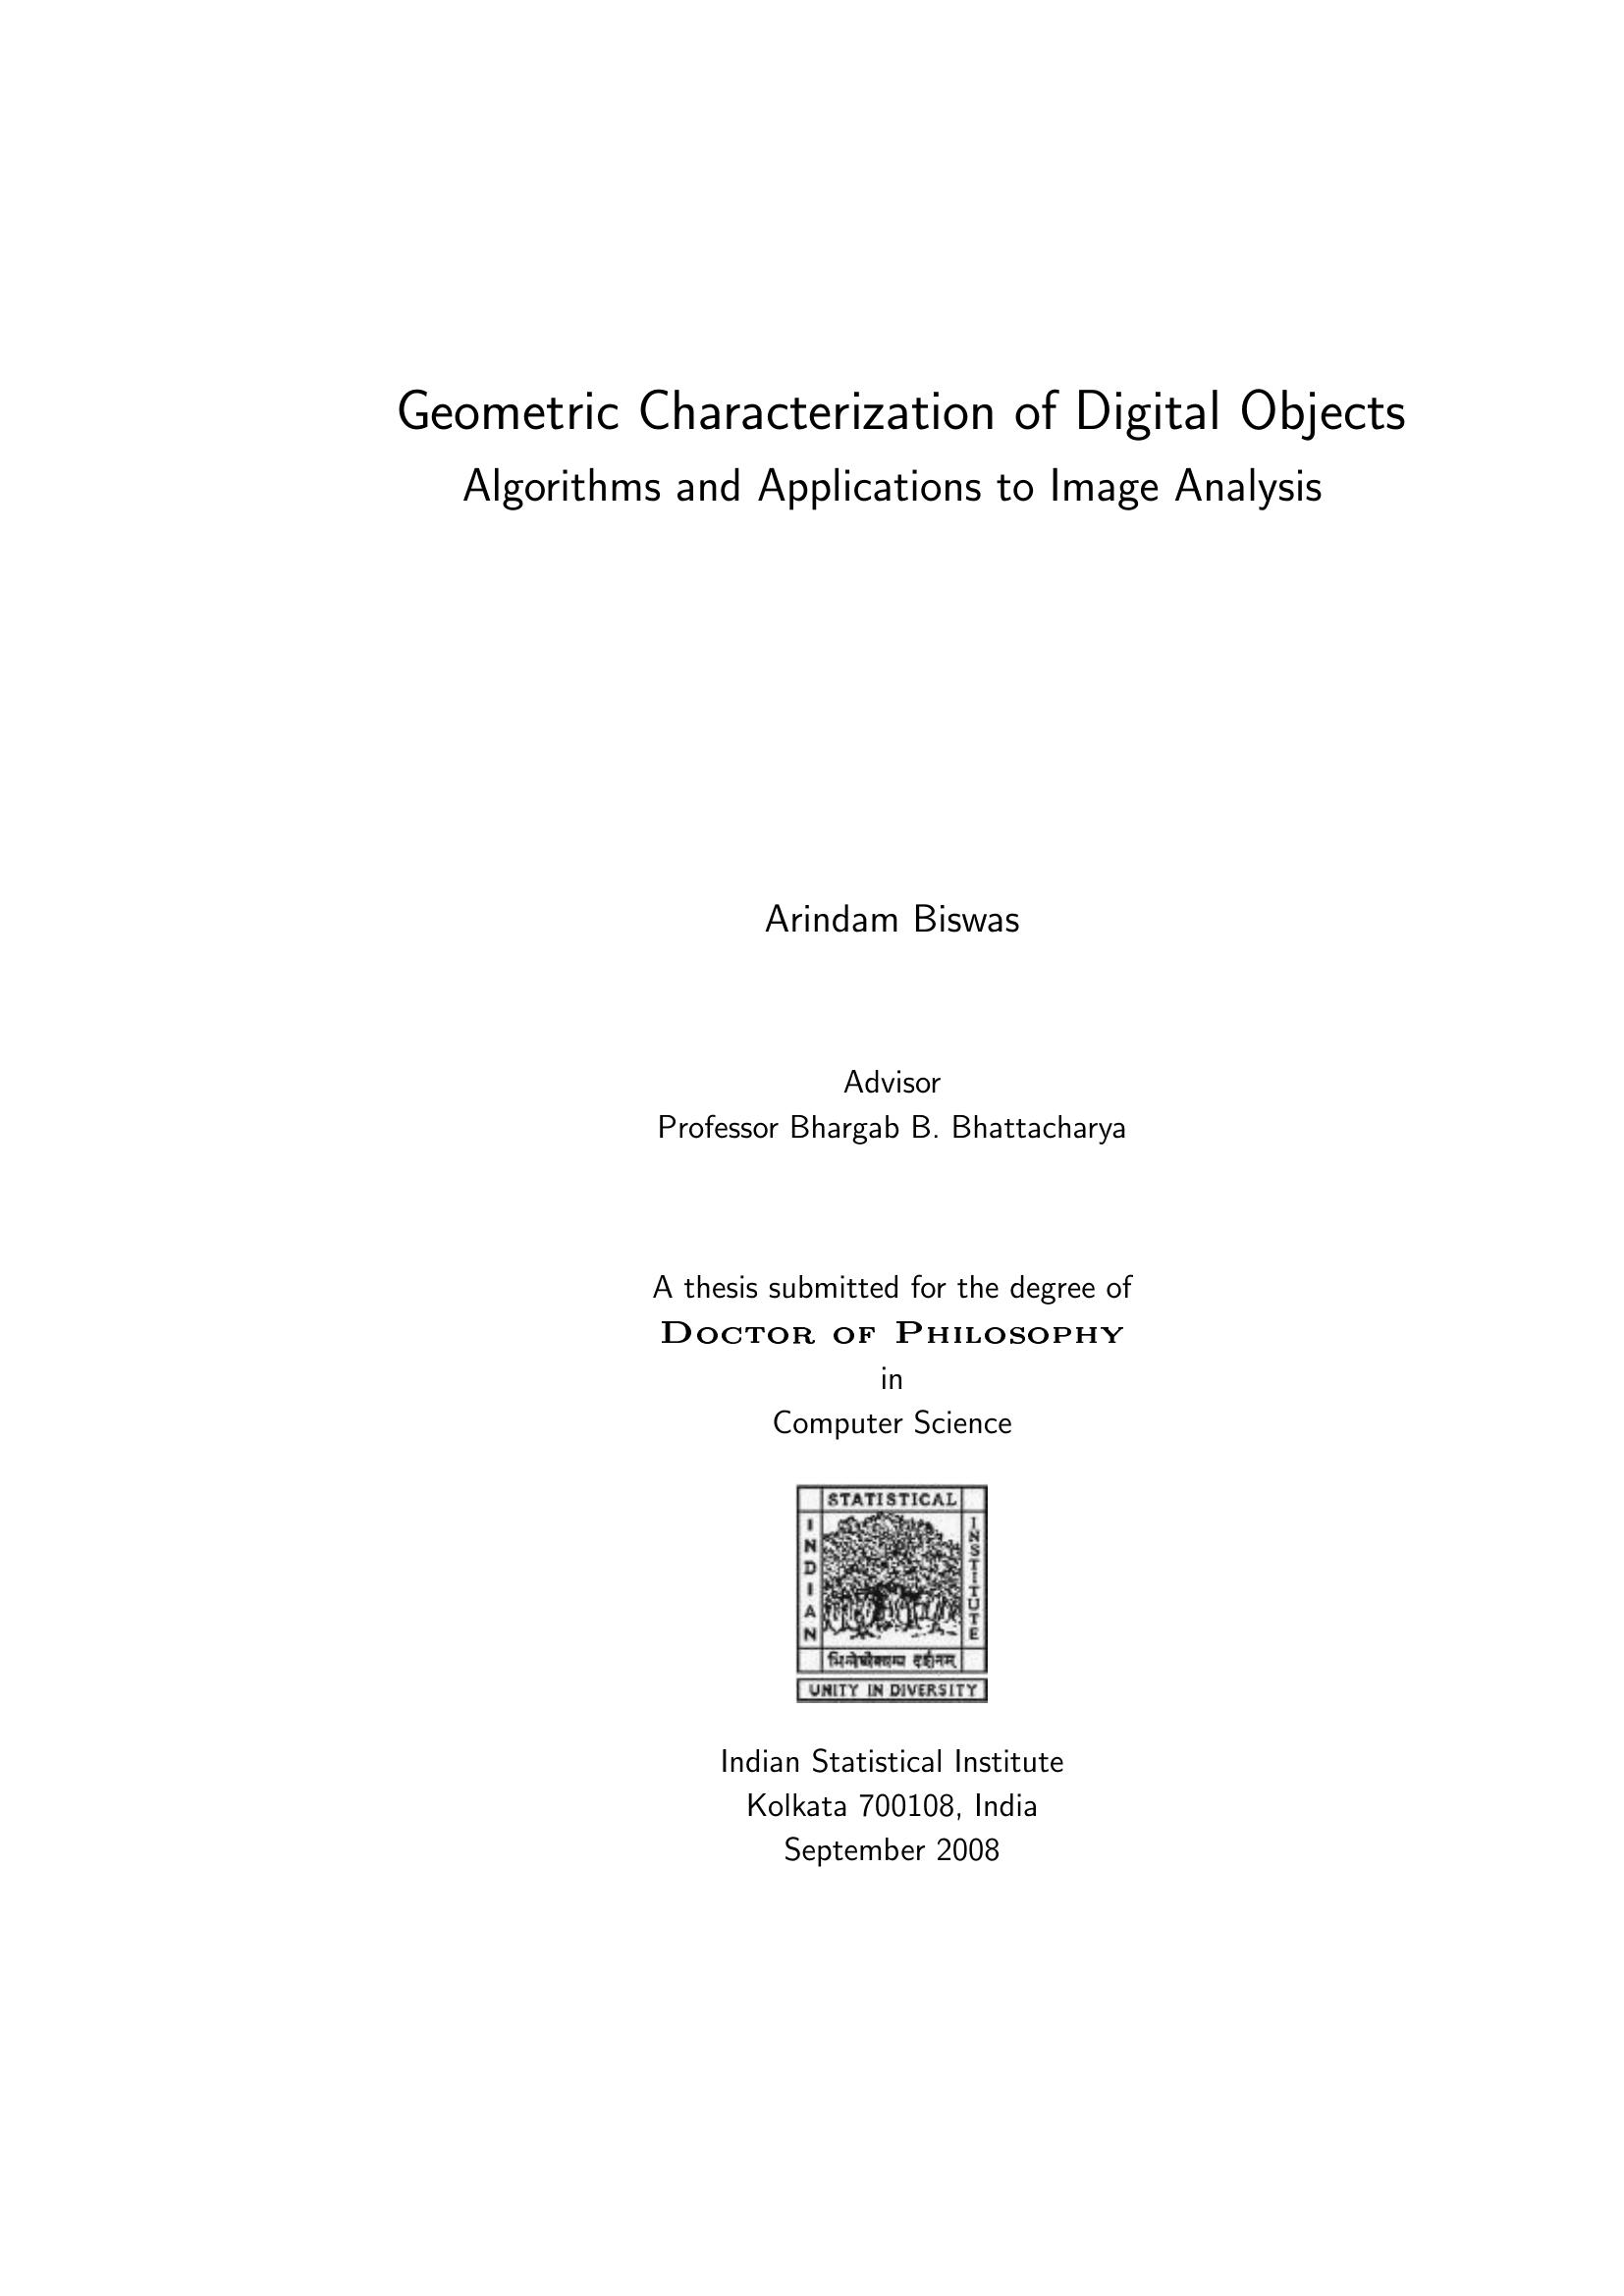 Geometric Characterization of Digital Objects
Algorithms and Applications to Image Analysis
Arindam Biswas
Advisor
Professor Bhargab B. Bhattacharya
A thesis submitted for the degree of
Doctor of Philosophy
in
Computer Science
STATISTICAL
INDIAN
INSTITUTE
UNITY IN DIVERSITY
Indian Statistical Institute
Kolkata 700108, India
September 2008